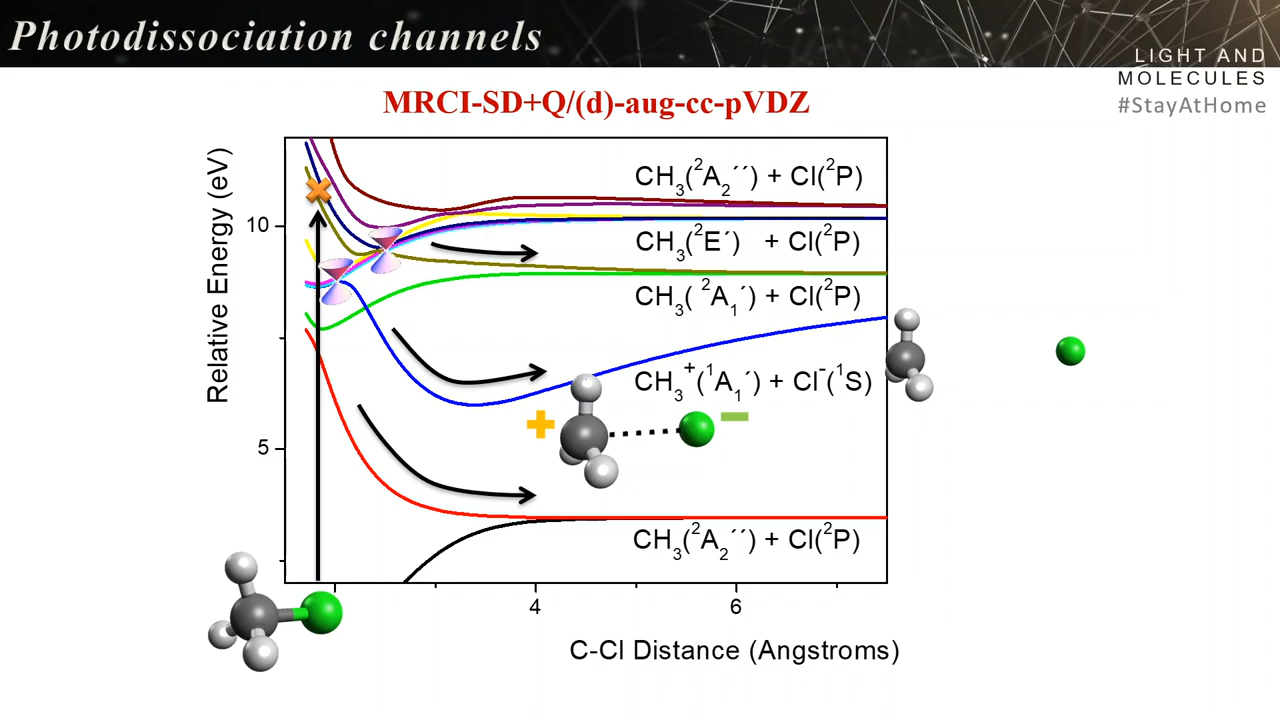 Photodissociation channels
LIGHT AND
MOLECULES
#StayAtHome
MRCI-SD+Q/(d)-aug-cc-pVDZ
Relative Energy (eV)
10
5
CH₃(²A₂´´) + Cl(²P)
CH₃(²E´) + Cl(²P)
CH₃( ²A₁´) + Cl(²P)
CH₃⁺(¹A₁´) + Cl⁻(¹S)
CH₃(²A₂´´) + Cl(²P)
4
6
C-Cl Distance (Angstroms)